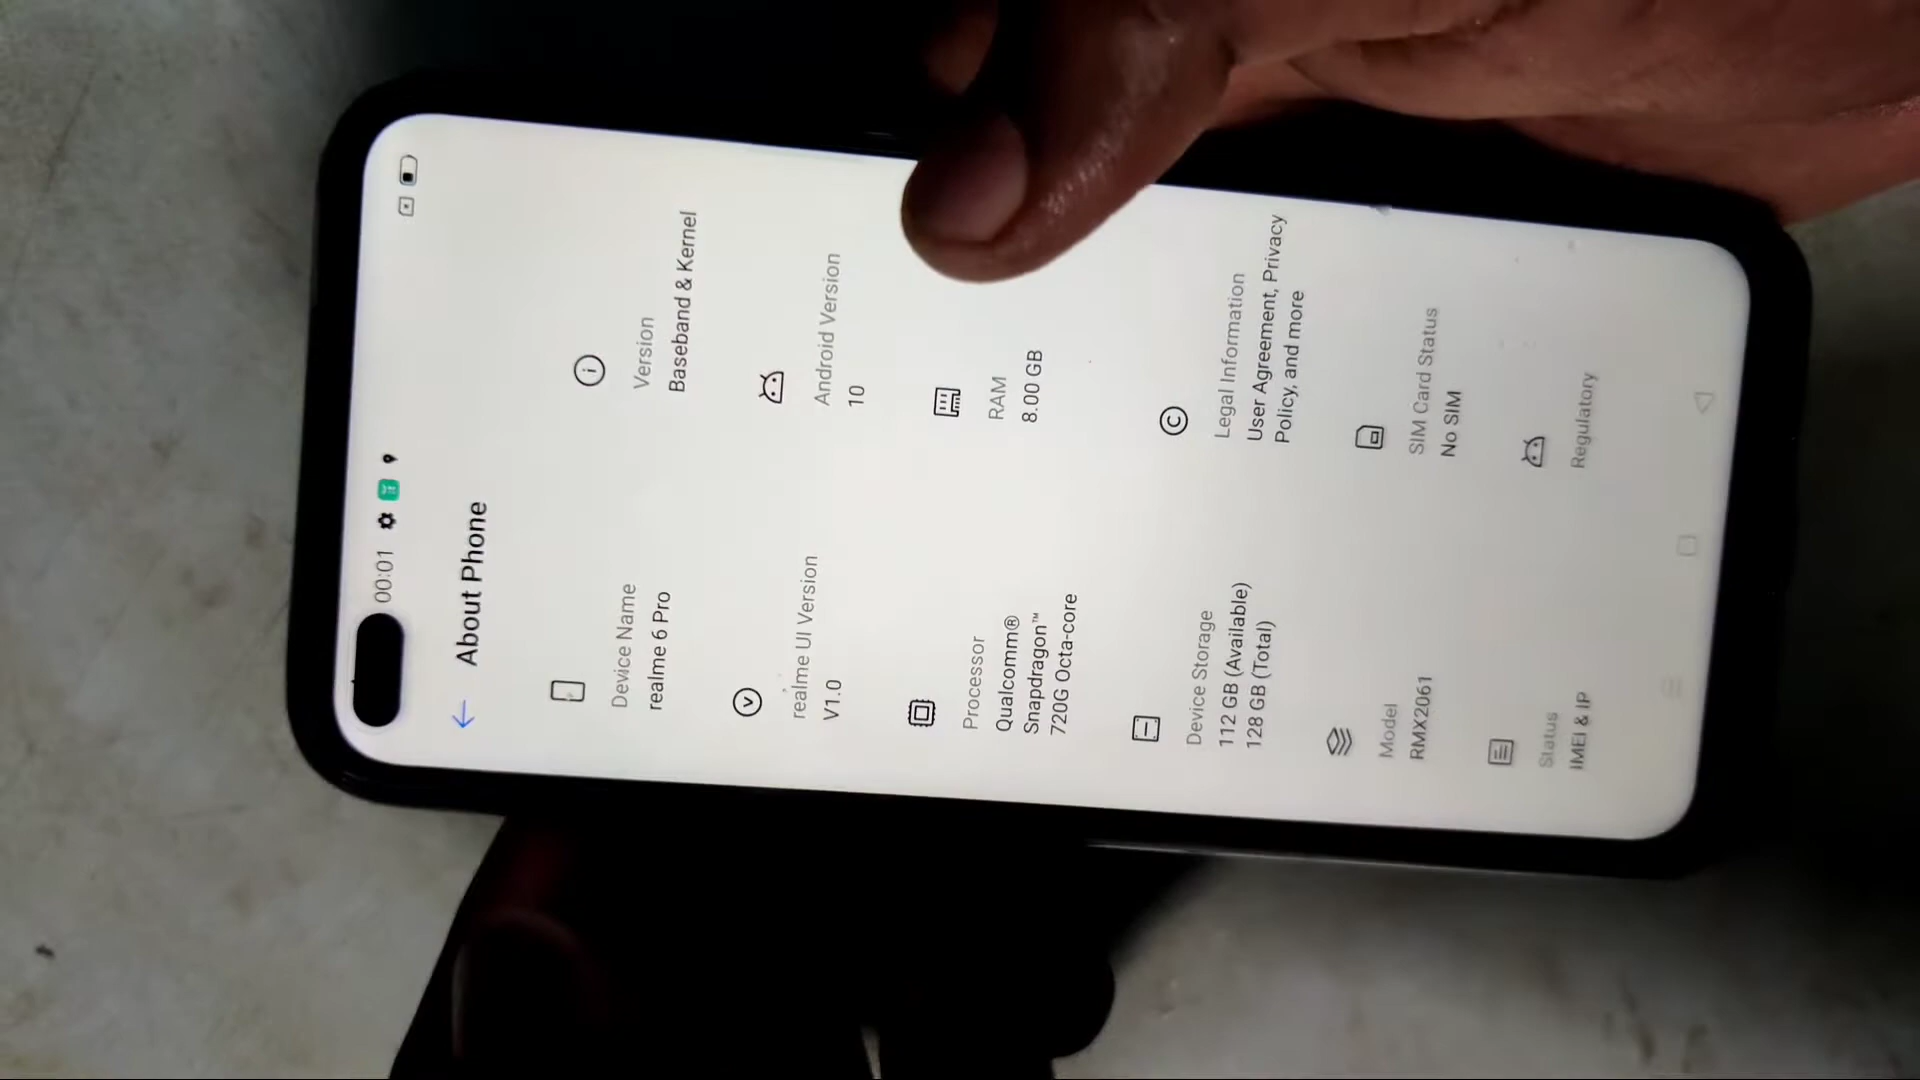 00:01
About Phone
Device Name
realme 6 Pro
Version
Baseband & Kernel
realme UI Version
V1.0
Android Version
10
Processor
Qualcomm®
Snapdragon™
720G Octa-core
RAM
8.00 GB
Device Storage
112 GB (Available)
128 GB (Total)
Legal Information
User Agreement, Privacy
Policy, and more
Model
RMX2061
SIM Card Status
No SIM
Status
IMEI & IP
Regulatory